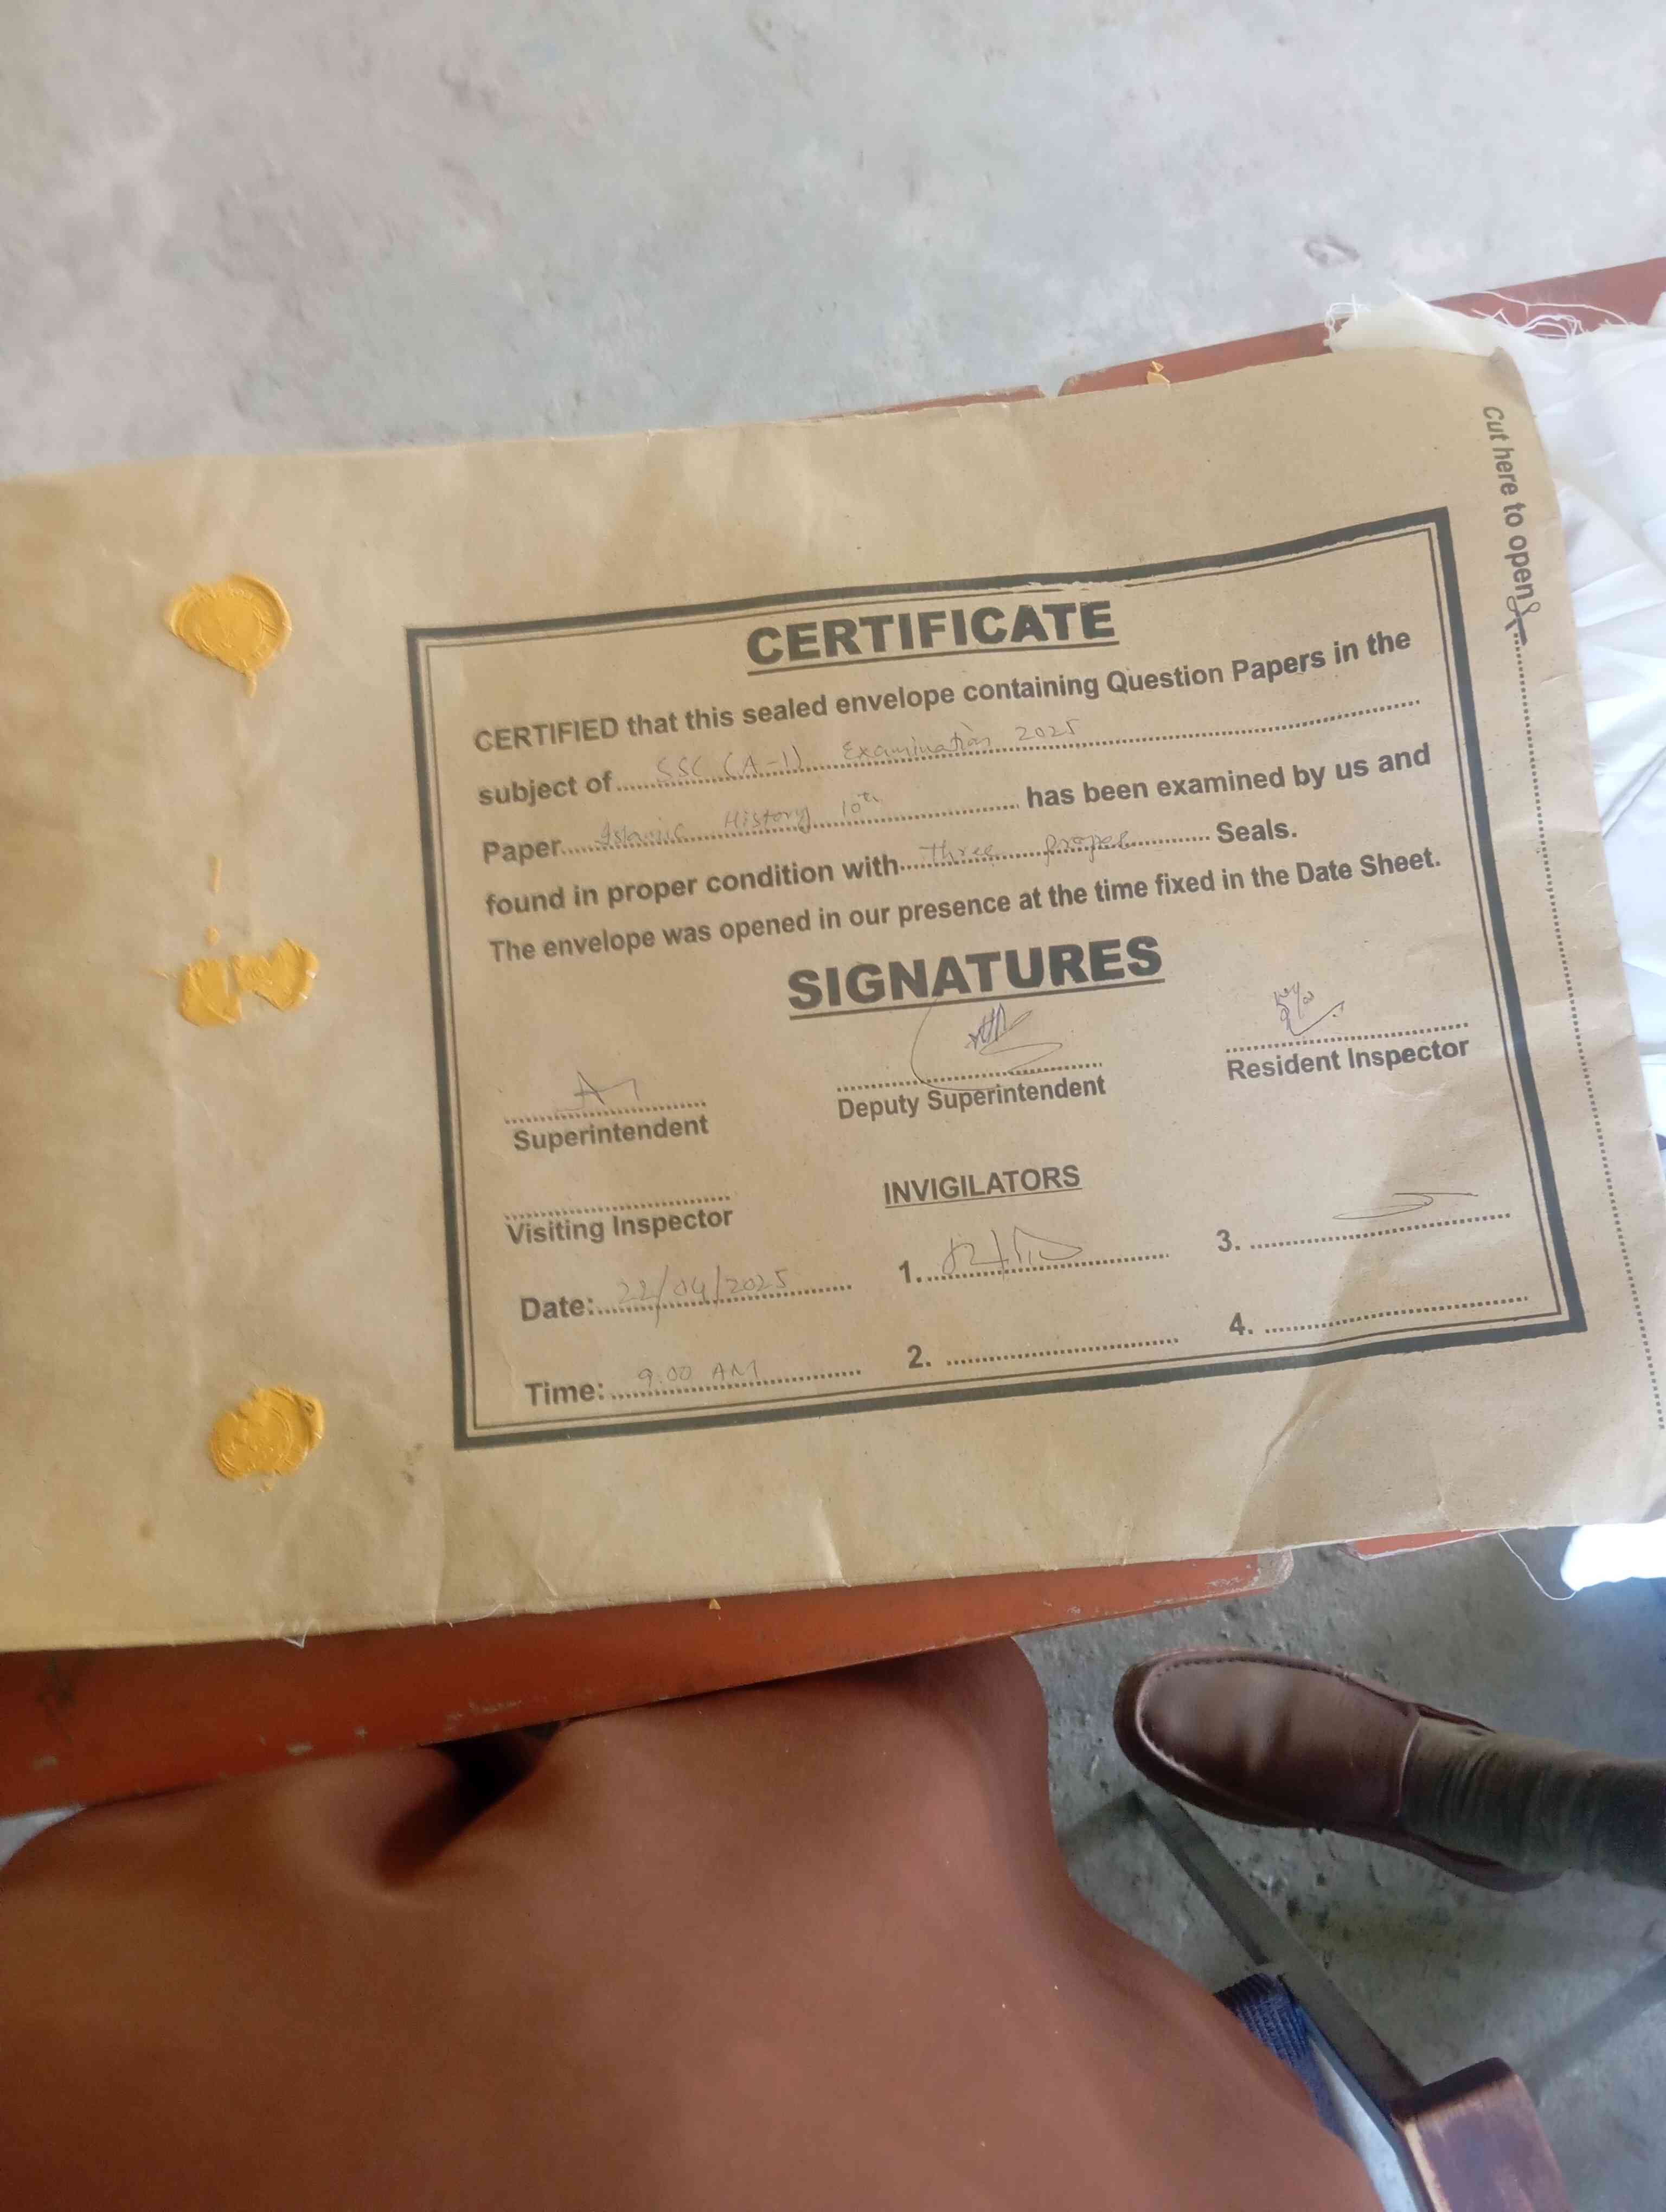 Cut here to open
CERTIFICATE
CERTIFIED that this sealed envelope containing Question Papers in the
subject of SSC (A-1) Examination 2025
Paper Islamic History 10th has been examined by us and
found in proper condition with three proper Seals.
The envelope was opened in our presence at the time fixed in the Date Sheet.
SIGNATURES
Superintendent
Deputy Superintendent
Resident Inspector
Visiting Inspector
INVIGILATORS
Date: 22/04/2025
1.
3.
Time: 9:00 AM
2.
4.